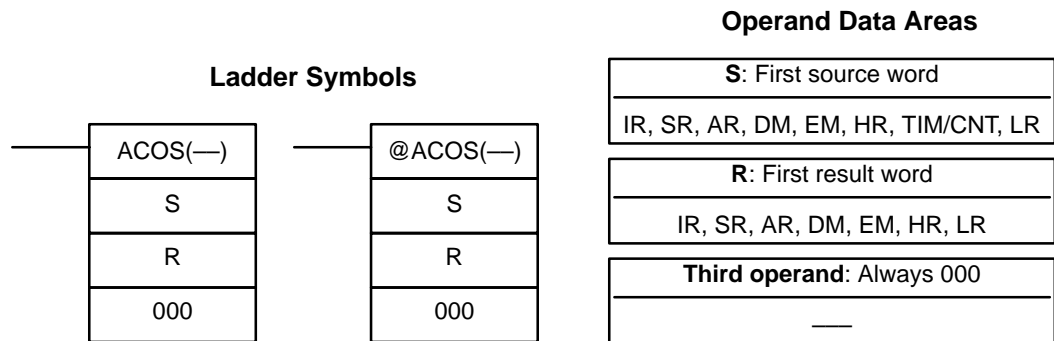 Ladder Symbols
ACOS(––)
S
R
000
@ACOS(––)
S
R
000
Operand Data Areas
S: First source word
IR, SR, AR, DM, EM, HR, TIM/CNT, LR
R: First result word
IR, SR, AR, DM, EM, HR, LR
Third operand: Always 000
–––